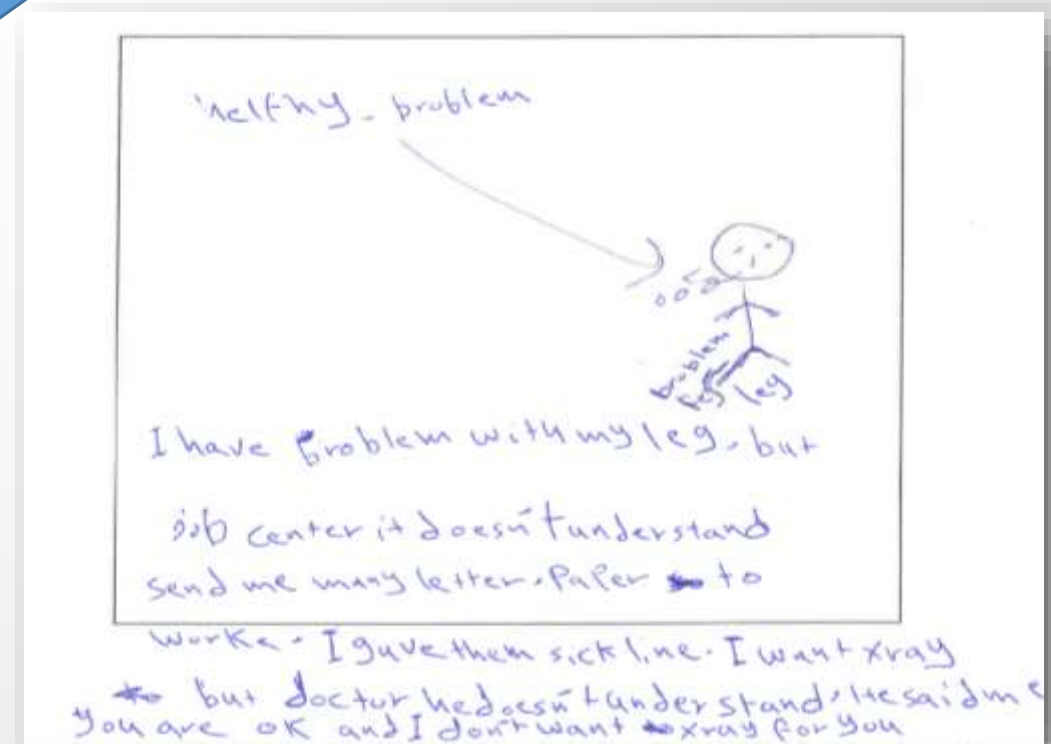 helthy - problem
problem
leg leg
I have problem with my leg. but
job center it doesn't understand
send me many letter. Paper to
worke. I gave them sick line. I want xray
but doctor he doesn't understand. He said me
you are ok and I don't want xray for you